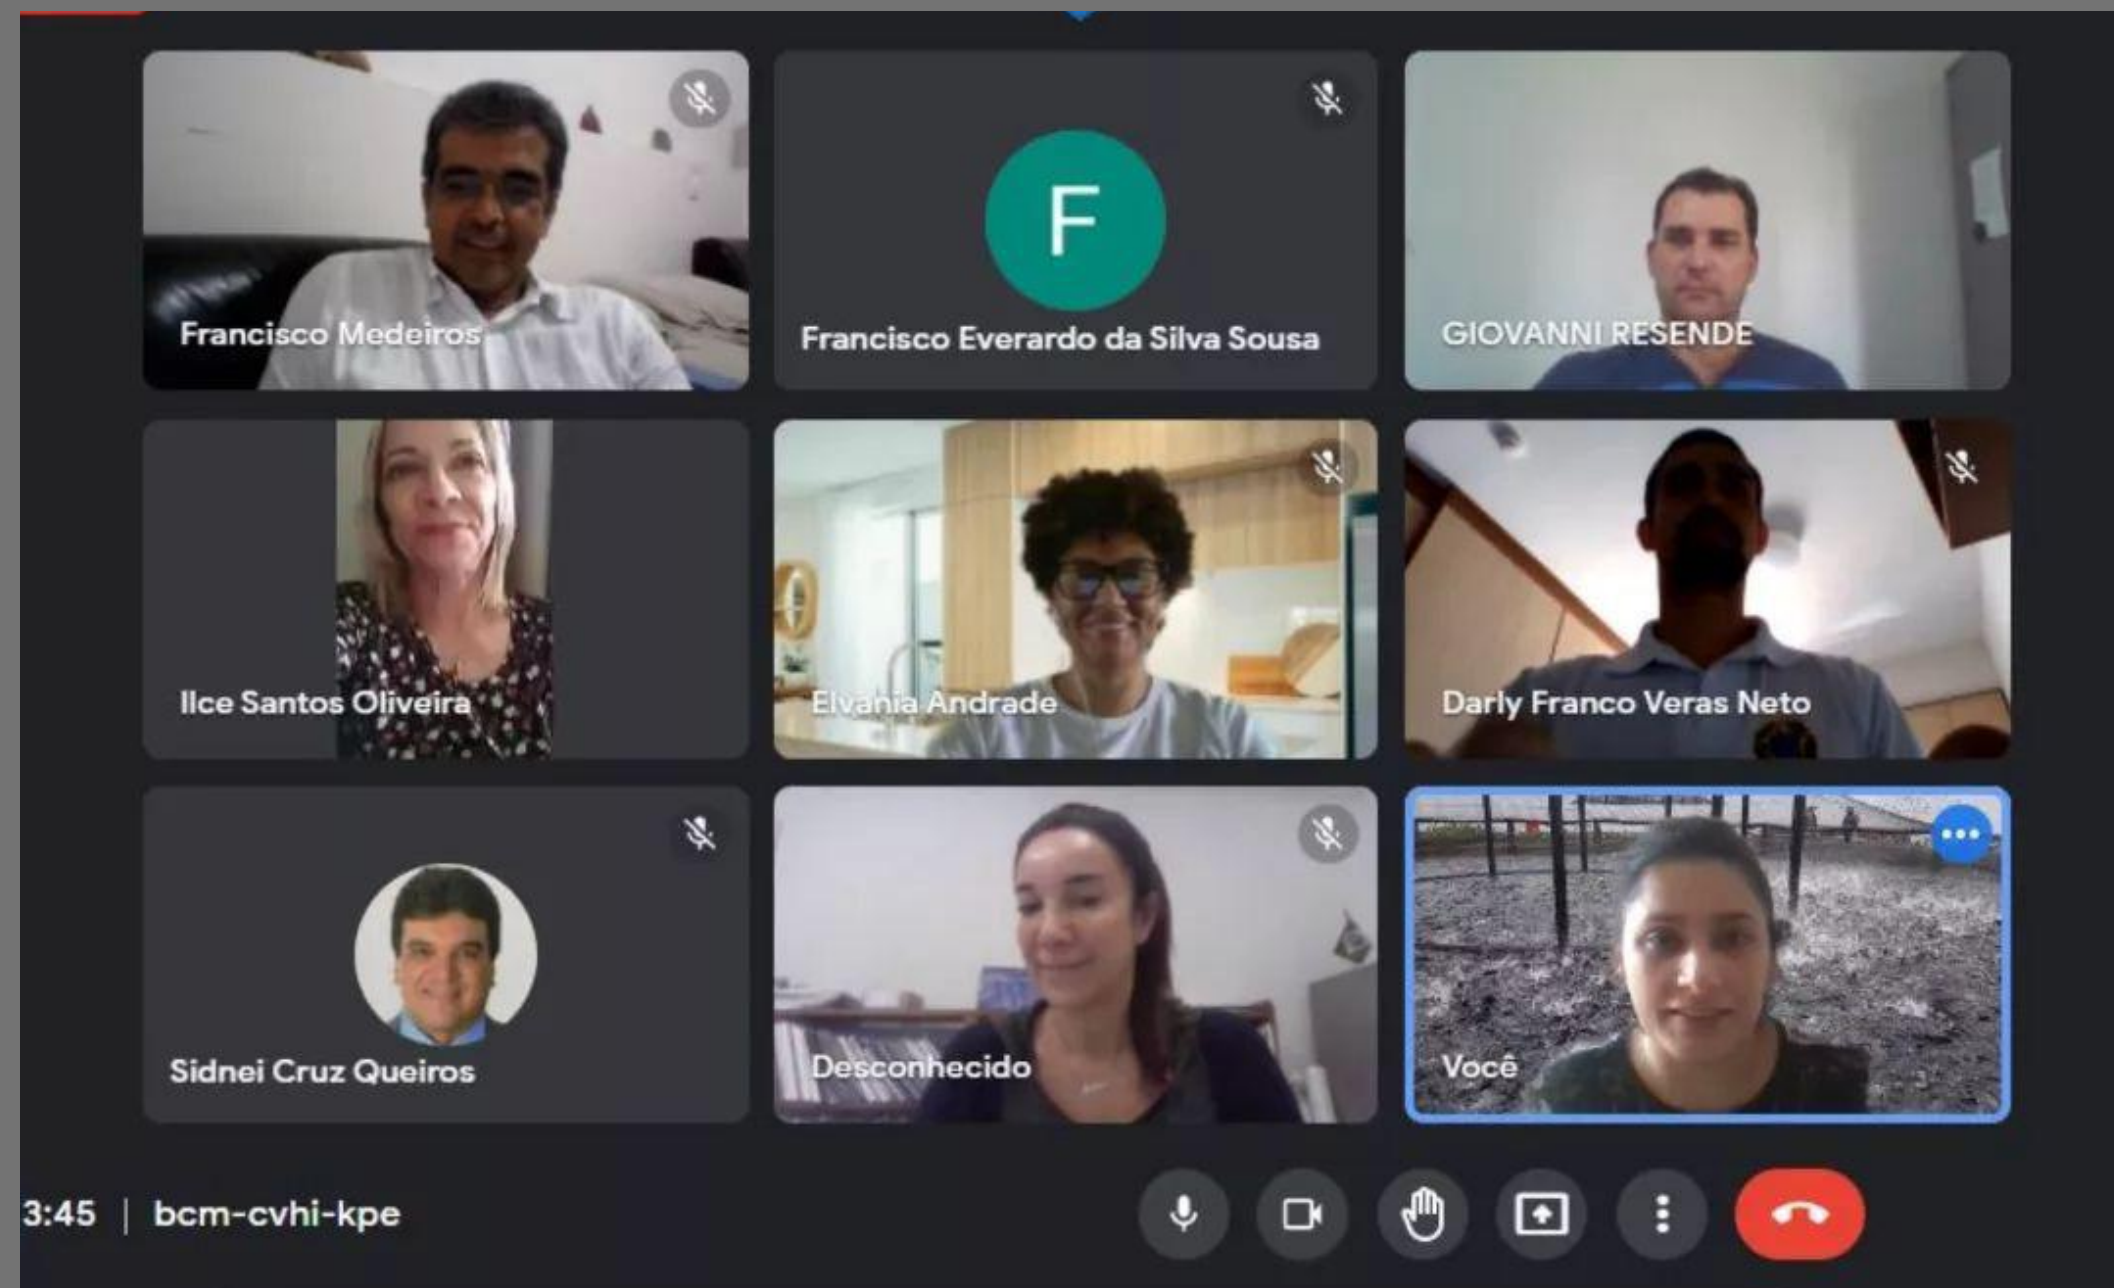 Francisco Medeiros
F
Francisco Everardo da Silva Sousa
GIOVANNI RESENDE
Ilce Santos Oliveira
Elvania Andrade
Darly Franco Veras Neto
Sidnei Cruz Queiros
Desconhecido
Você
3:45 | bcm-cvhi-kpe